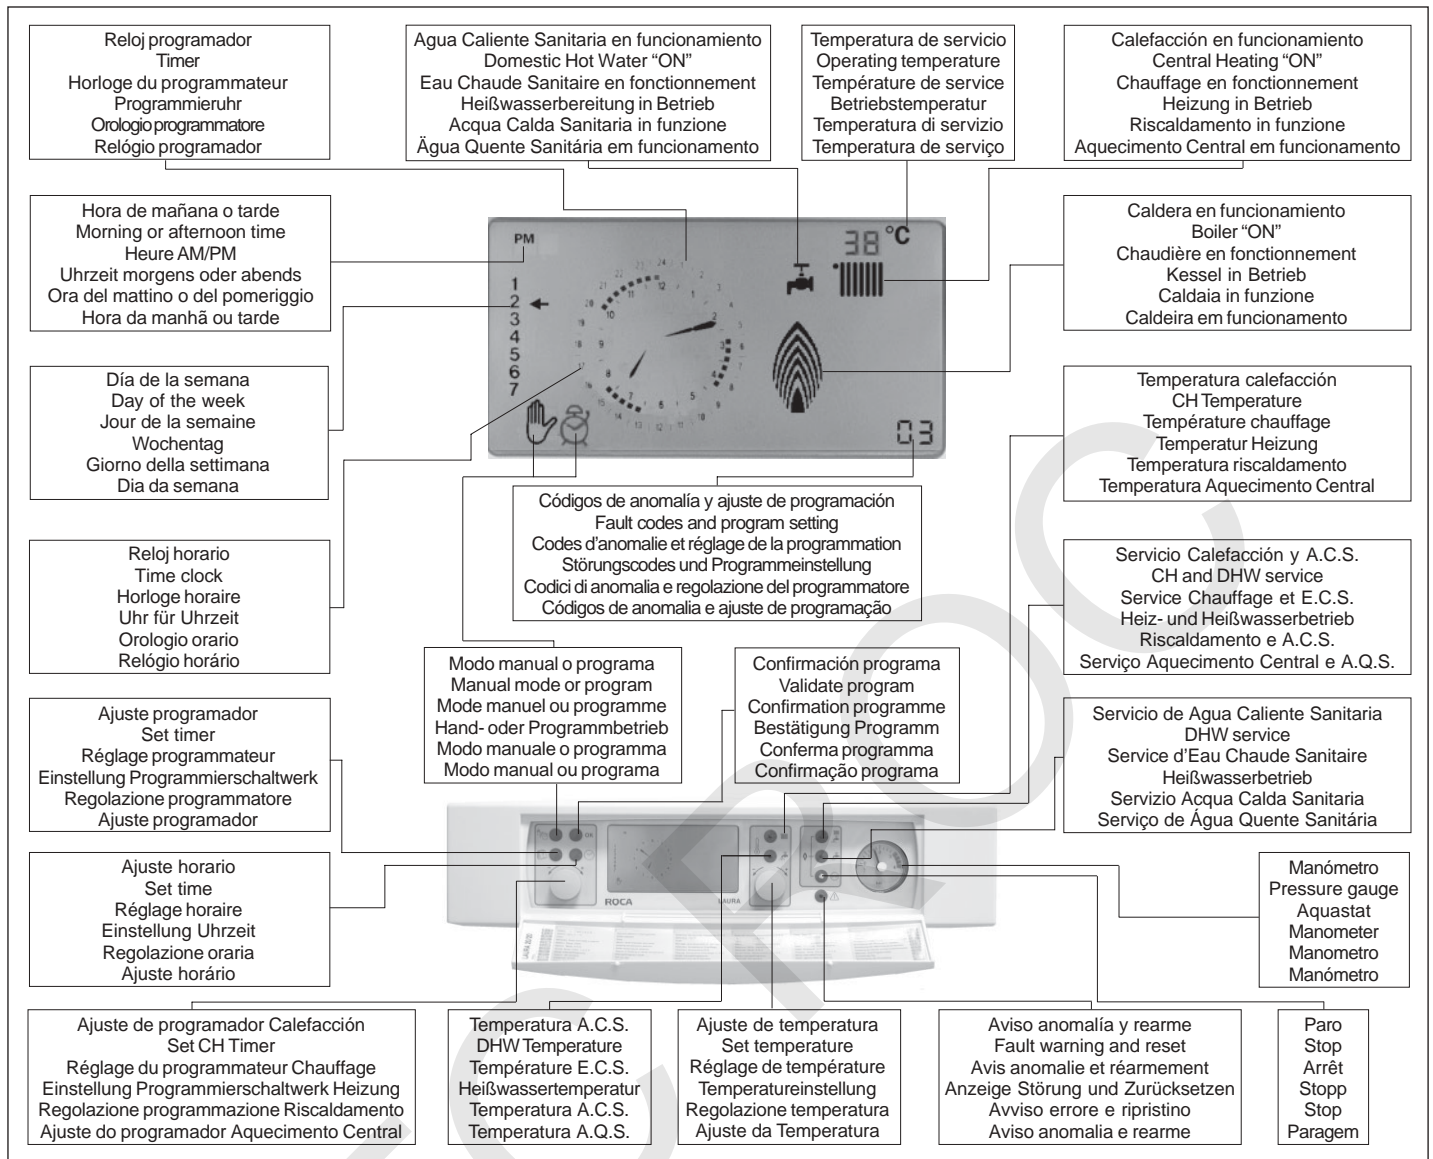 Reloj programador
Timer
Horloge du programmateur
Programmieruhr
Orologio programmatore
Relógio programador
Agua Caliente Sanitaria en funcionamiento
Domestic Hot Water “ON”
Eau Chaude Sanitaire en fonctionnement
Heißwasserbereitung in Betrieb
Acqua Calda Sanitaria in funzione
Ägua Quente Sanitária em funcionamento
Temperatura de servicio
Operating temperature
Température de service
Betriebstemperatur
Temperatura di servizio
Temperatura de serviço
Calefacción en funcionamiento
Central Heating “ON”
Chauffage en fonctionnement
Heizung in Betrieb
Riscaldamento in funzione
Aquecimento Central em funcionamento
Hora de mañana o tarde
Morning or afternoon time
Heure AM/PM
Uhrzeit morgens oder abends
Ora del mattino o del pomeriggio
Hora da manhã ou tarde
PM
38 °C
1
2
3
4
5
6
7
03
Caldera en funcionamiento
Boiler “ON”
Chaudière en fonctionnement
Kessel in Betrieb
Caldaia in funzione
Caldeira em funcionamento
Día de la semana
Day of the week
Jour de la semaine
Wochentag
Giorno della settimana
Dia da semana
Temperatura calefacción
CH Temperature
Température chauffage
Temperatur Heizung
Temperatura riscaldamento
Temperatura Aquecimento Central
Códigos de anomalía y ajuste de programación
Fault codes and program setting
Codes d’anomalie et réglage de la programmation
Störungscodes und Programmeinstellung
Codici di anomalia e regolazione del programmatore
Códigos de anomalia e ajuste de programação
Reloj horario
Time clock
Horloge horaire
Uhr für Uhrzeit
Orologio orario
Relógio horário
Servicio Calefacción y A.C.S.
CH and DHW service
Service Chauffage et E.C.S.
Heiz- und Heißwasserbetrieb
Riscaldamento e A.C.S.
Serviço Aquecimento Central e A.Q.S.
Modo manual o programa
Manual mode or program
Mode manuel ou programme
Hand- oder Programmbetrieb
Modo manuale o programma
Modo manual ou programa
Confirmación programa
Validate program
Confirmation programme
Bestätigung Programm
Conferma programma
Confirmação programa
Ajuste programador
Set timer
Réglage programmateur
Einstellung Programmierschaltwerk
Regolazione programmatore
Ajuste programador
Servicio de Agua Caliente Sanitaria
DHW service
Service d’Eau Chaude Sanitaire
Heißwasserbetrieb
Servizio Acqua Calda Sanitaria
Serviço de Água Quente Sanitária
OK
ROCA
LAURA
Ajuste horario
Set time
Réglage horaire
Einstellung Uhrzeit
Regolazione oraria
Ajuste horário
Manómetro
Pressure gauge
Aquastat
Manometer
Manometro
Manómetro
Ajuste de programador Calefacción
Set CH Timer
Réglage du programmateur Chauffage
Einstellung Programmierschaltwerk Heizung
Regolazione programmazione Riscaldamento
Ajuste do programador Aquecimento Central
Temperatura A.C.S.
DHW Temperature
Température E.C.S.
Heißwassertemperatur
Temperatura A.C.S.
Temperatura A.Q.S.
Ajuste de temperatura
Set temperature
Réglage de température
Temperatureinstellung
Regolazione temperatura
Ajuste da Temperatura
Aviso anomalía y rearme
Fault warning and reset
Avis anomalie et réarmement
Anzeige Störung und Zurücksetzen
Avviso errore e ripristino
Aviso anomalia e rearme
Paro
Stop
Arrêt
Stopp
Stop
Paragem